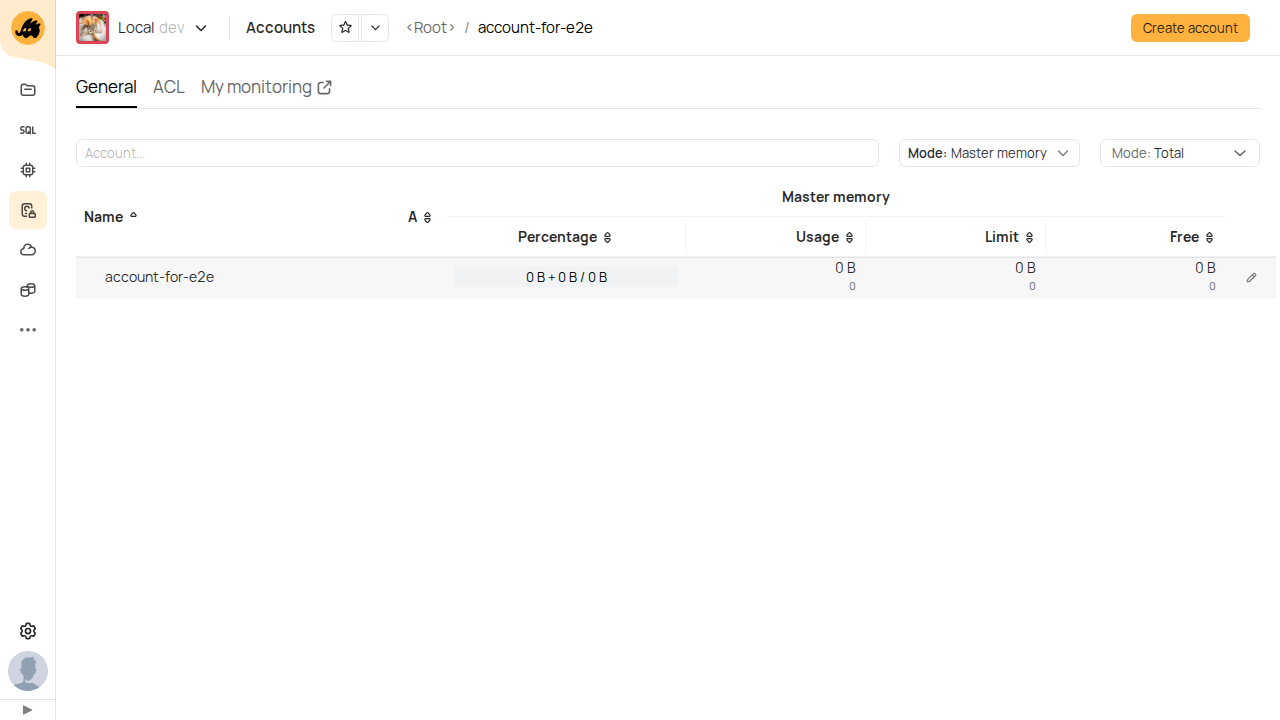 Local dev
Accounts
<Root> / account-for-e2e
Create account
SQL
General
ACL
My monitoring
Account...
Mode: Master memory
Mode: Total
Name
A
Master memory
Percentage
Usage
Limit
Free
account-for-e2e
0 B + 0 B / 0 B
0 B
0
0 B
0
0 B
0